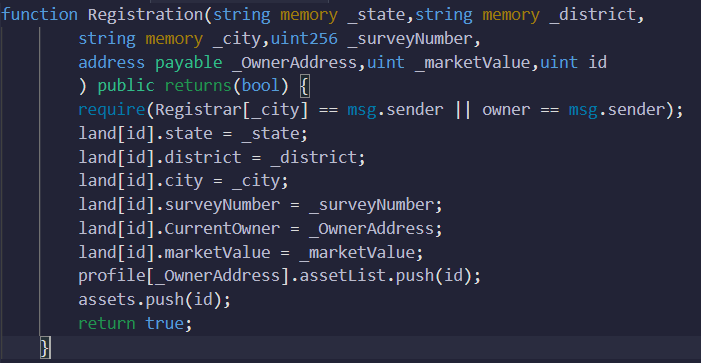 function Registration(string memory _state,string memory _district,
string memory _city,uint256 _surveyNumber,
address payable _OwnerAddress,uint _marketValue,uint id
) public returns(bool) {
require(Registrar[_city] == msg.sender || owner == msg.sender);
land[id].state = _state;
land[id].district = _district;
land[id].city = _city;
land[id].surveyNumber = _surveyNumber;
land[id].CurrentOwner = _OwnerAddress;
land[id].marketValue = _marketValue;
profile[_OwnerAddress].assetList.push(id);
assets.push(id);
return true;
}